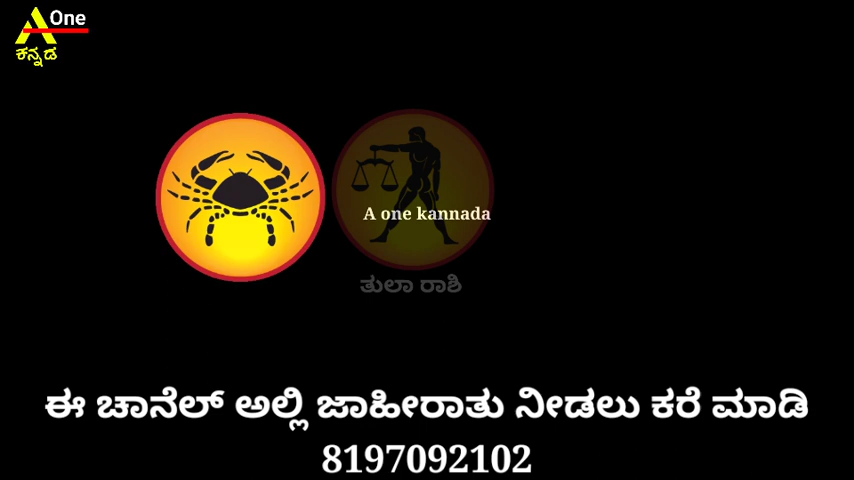 A One
ಕನ್ನಡ
A one kannada
ತುಲಾ ರಾಶಿ
ಈ ಚಾನೆಲ್ ಅಲ್ಲಿ ಜಾಹೀರಾತು ನೀಡಲು ಕರೆ ಮಾಡಿ
8197092102